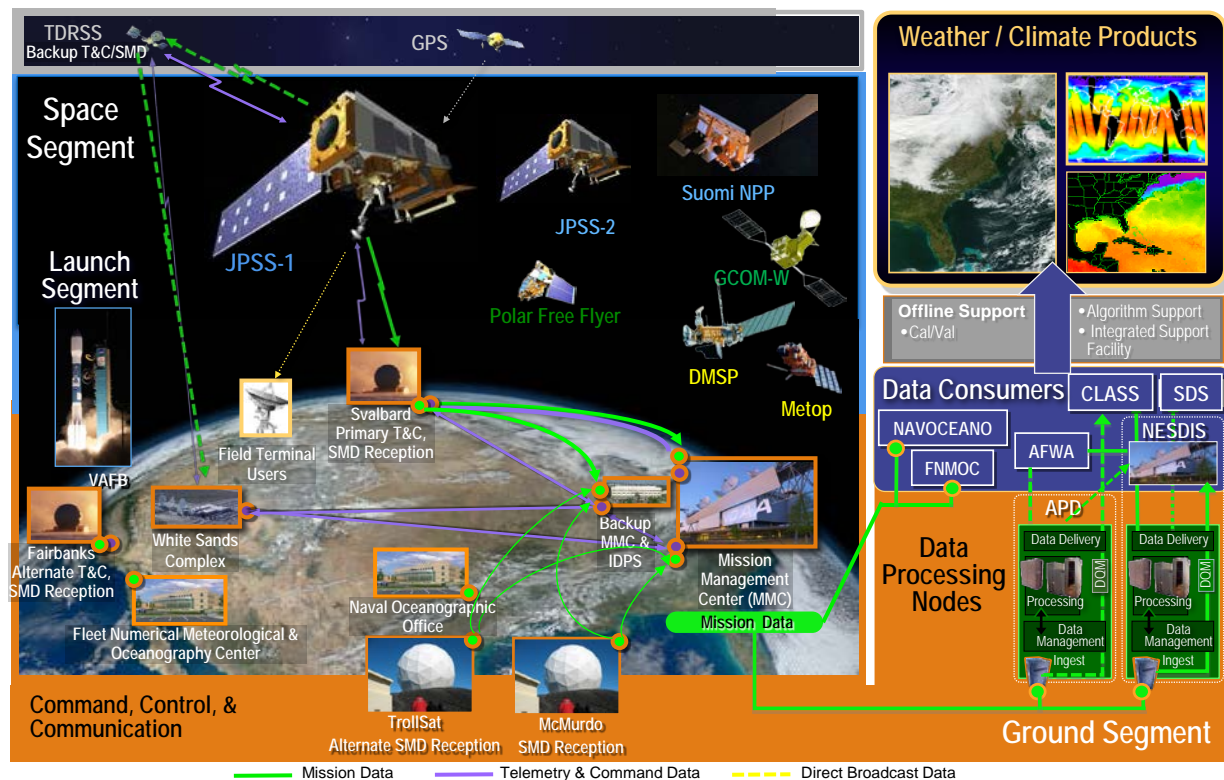 TDRSS
Backup T&C/SMD
GPS
Space
Segment
JPSS-1
JPSS-2
Suomi NPP
GCOM-W
Polar Free Flyer
DMSP
Metop
Launch
Segment
VAFB
Field Terminal
Users
Svalbard
Primary T&C,
SMD Reception
Fairbanks
Alternate T&C,
SMD Reception
White Sands
Complex
Fleet Numerical Meteorological &
Oceanography Center
Naval Oceanographic
Office
Backup
MMC &
IDPS
Mission
Management
Center (MMC)
Mission Data
TrollSat
Alternate SMD Reception
McMurdo
SMD Reception
Command, Control, &
Communication
Weather / Climate Products
Offline Support
•Cal/Val
•Algorithm Support
• Integrated Support
Facility
Data Consumers
CLASS
SDS
NAVOCEANO
FNMOC
AFWA
NESDIS
Data
Processing
Nodes
APD
Data Delivery
DQM
Processing
Data
Management
Ingest
Data Delivery
DQM
Processing
Data
Management
Ingest
Ground Segment
Mission Data
Telemetry & Command Data
Direct Broadcast Data